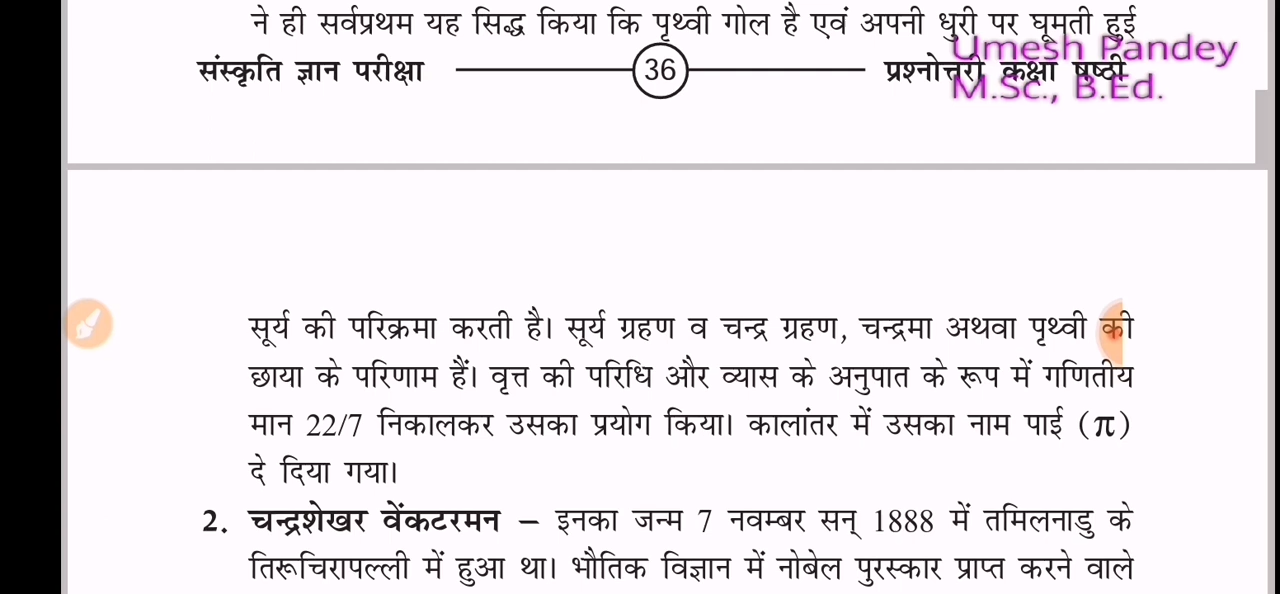 ने ही सर्वप्रथम यह सिद्ध किया कि पृथ्वी गोल है एवं अपनी धुरी पर घूमती हुई
Umesh Pandey
संस्कृति ज्ञान परीक्षा 36 प्रश्नोत्तरी कक्षा षष्ठी
M.Sc., B.Ed.
सूर्य की परिक्रमा करती है। सूर्य ग्रहण व चन्द्र ग्रहण, चन्द्रमा अथवा पृथ्वी की
छाया के परिणाम हैं। वृत्त की परिधि और व्यास के अनुपात के रूप में गणितीय
मान 22/7 निकालकर उसका प्रयोग किया। कालांतर में उसका नाम पाई (π)
दे दिया गया।
2. चन्द्रशेखर वेंकटरमन – इनका जन्म 7 नवम्बर सन् 1888 में तमिलनाडु के
तिरूचिरापल्ली में हुआ था। भौतिक विज्ञान में नोबेल पुरस्कार प्राप्त करने वाले